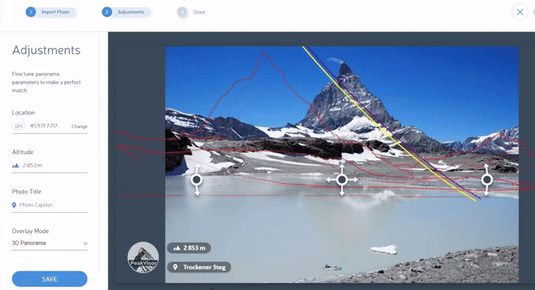 1 Import Photo
2 Adjustments
Share
Adjustments
Fine tune panorama
parameters to make a perfect
match.
Location
GPS 45.971 7.717 Change
Altitude
2 853 m
Photo Title
Photo Caption
Overlay Mode
3D Panorama
SAVE
PeakVisor
2 853 m
Trockener Steg